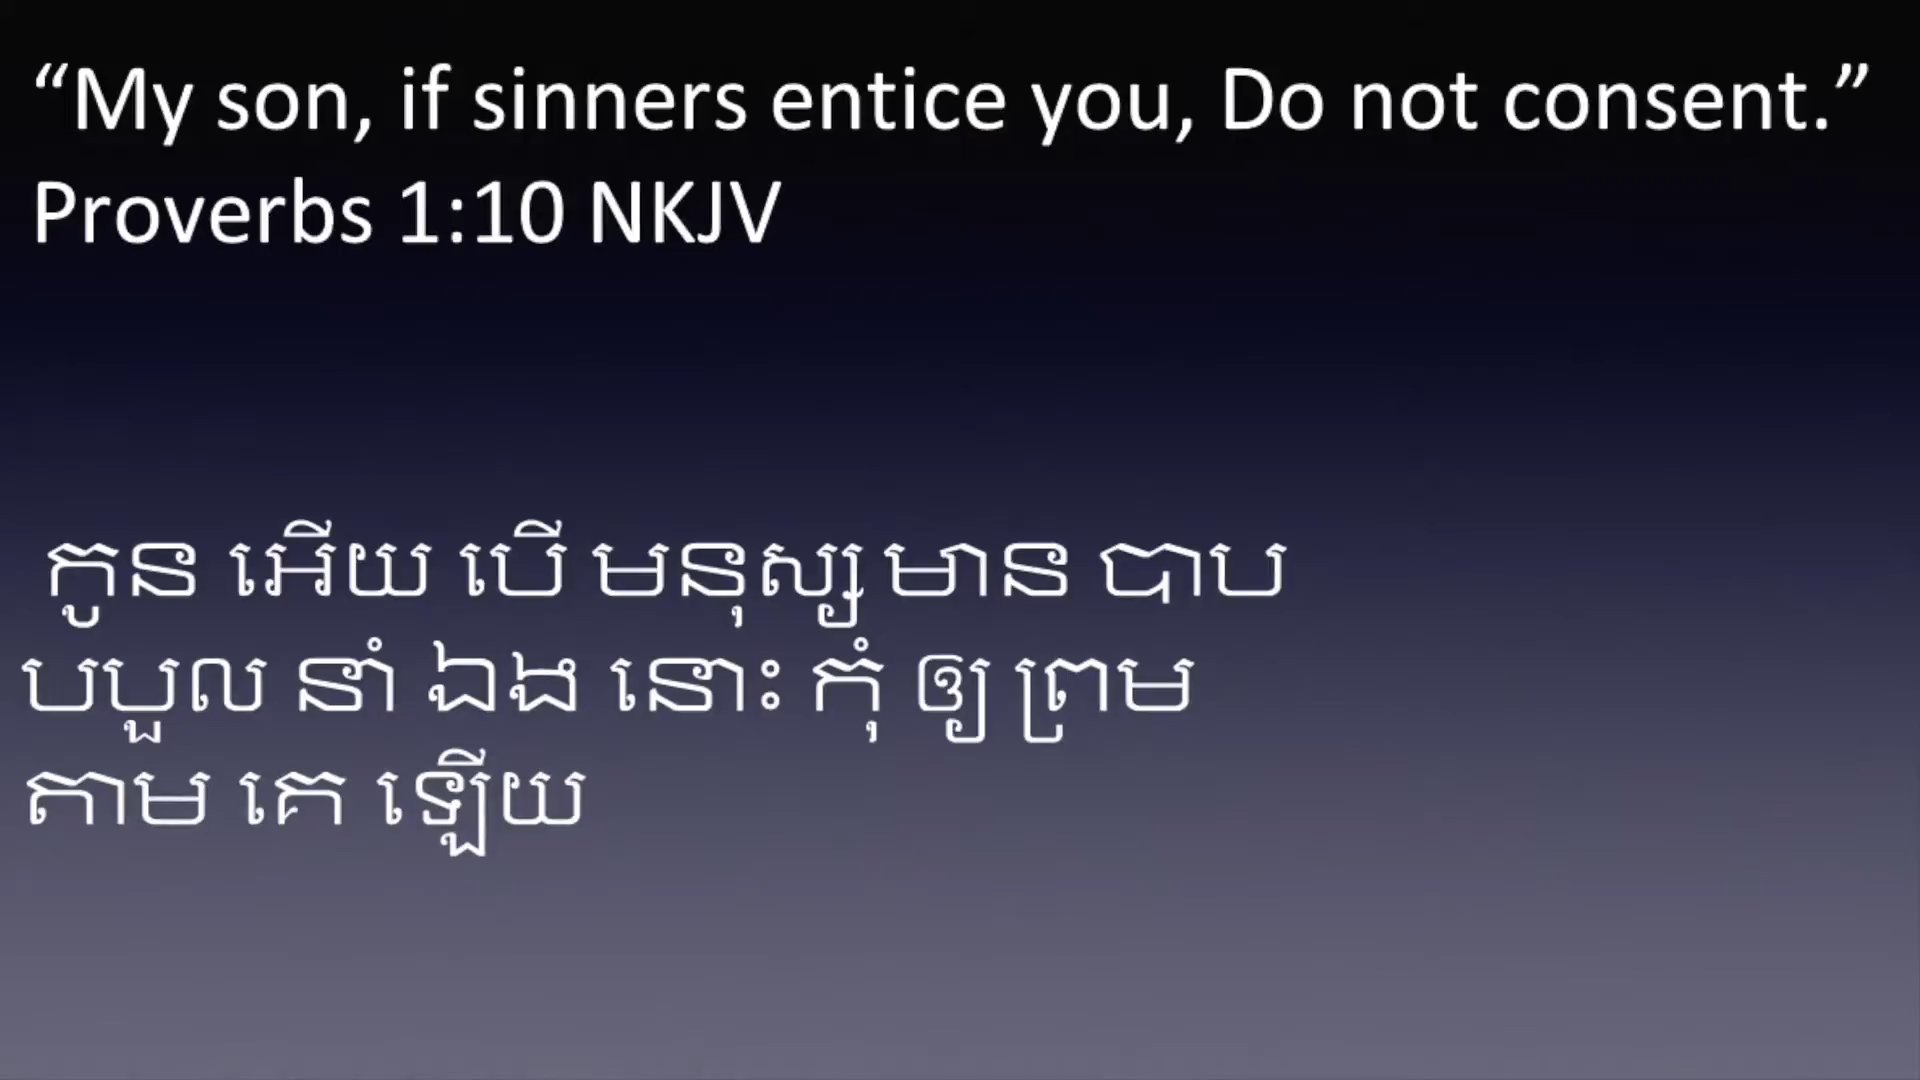 “My son, if sinners entice you, Do not consent.”
Proverbs 1:10 NKJV
កូន អើយ បើ មនុស្ស មាន បាប
បបួល នាំ ឯង នោះ កុំ ឲ្យ ព្រម
តាម គេ ឡើយ